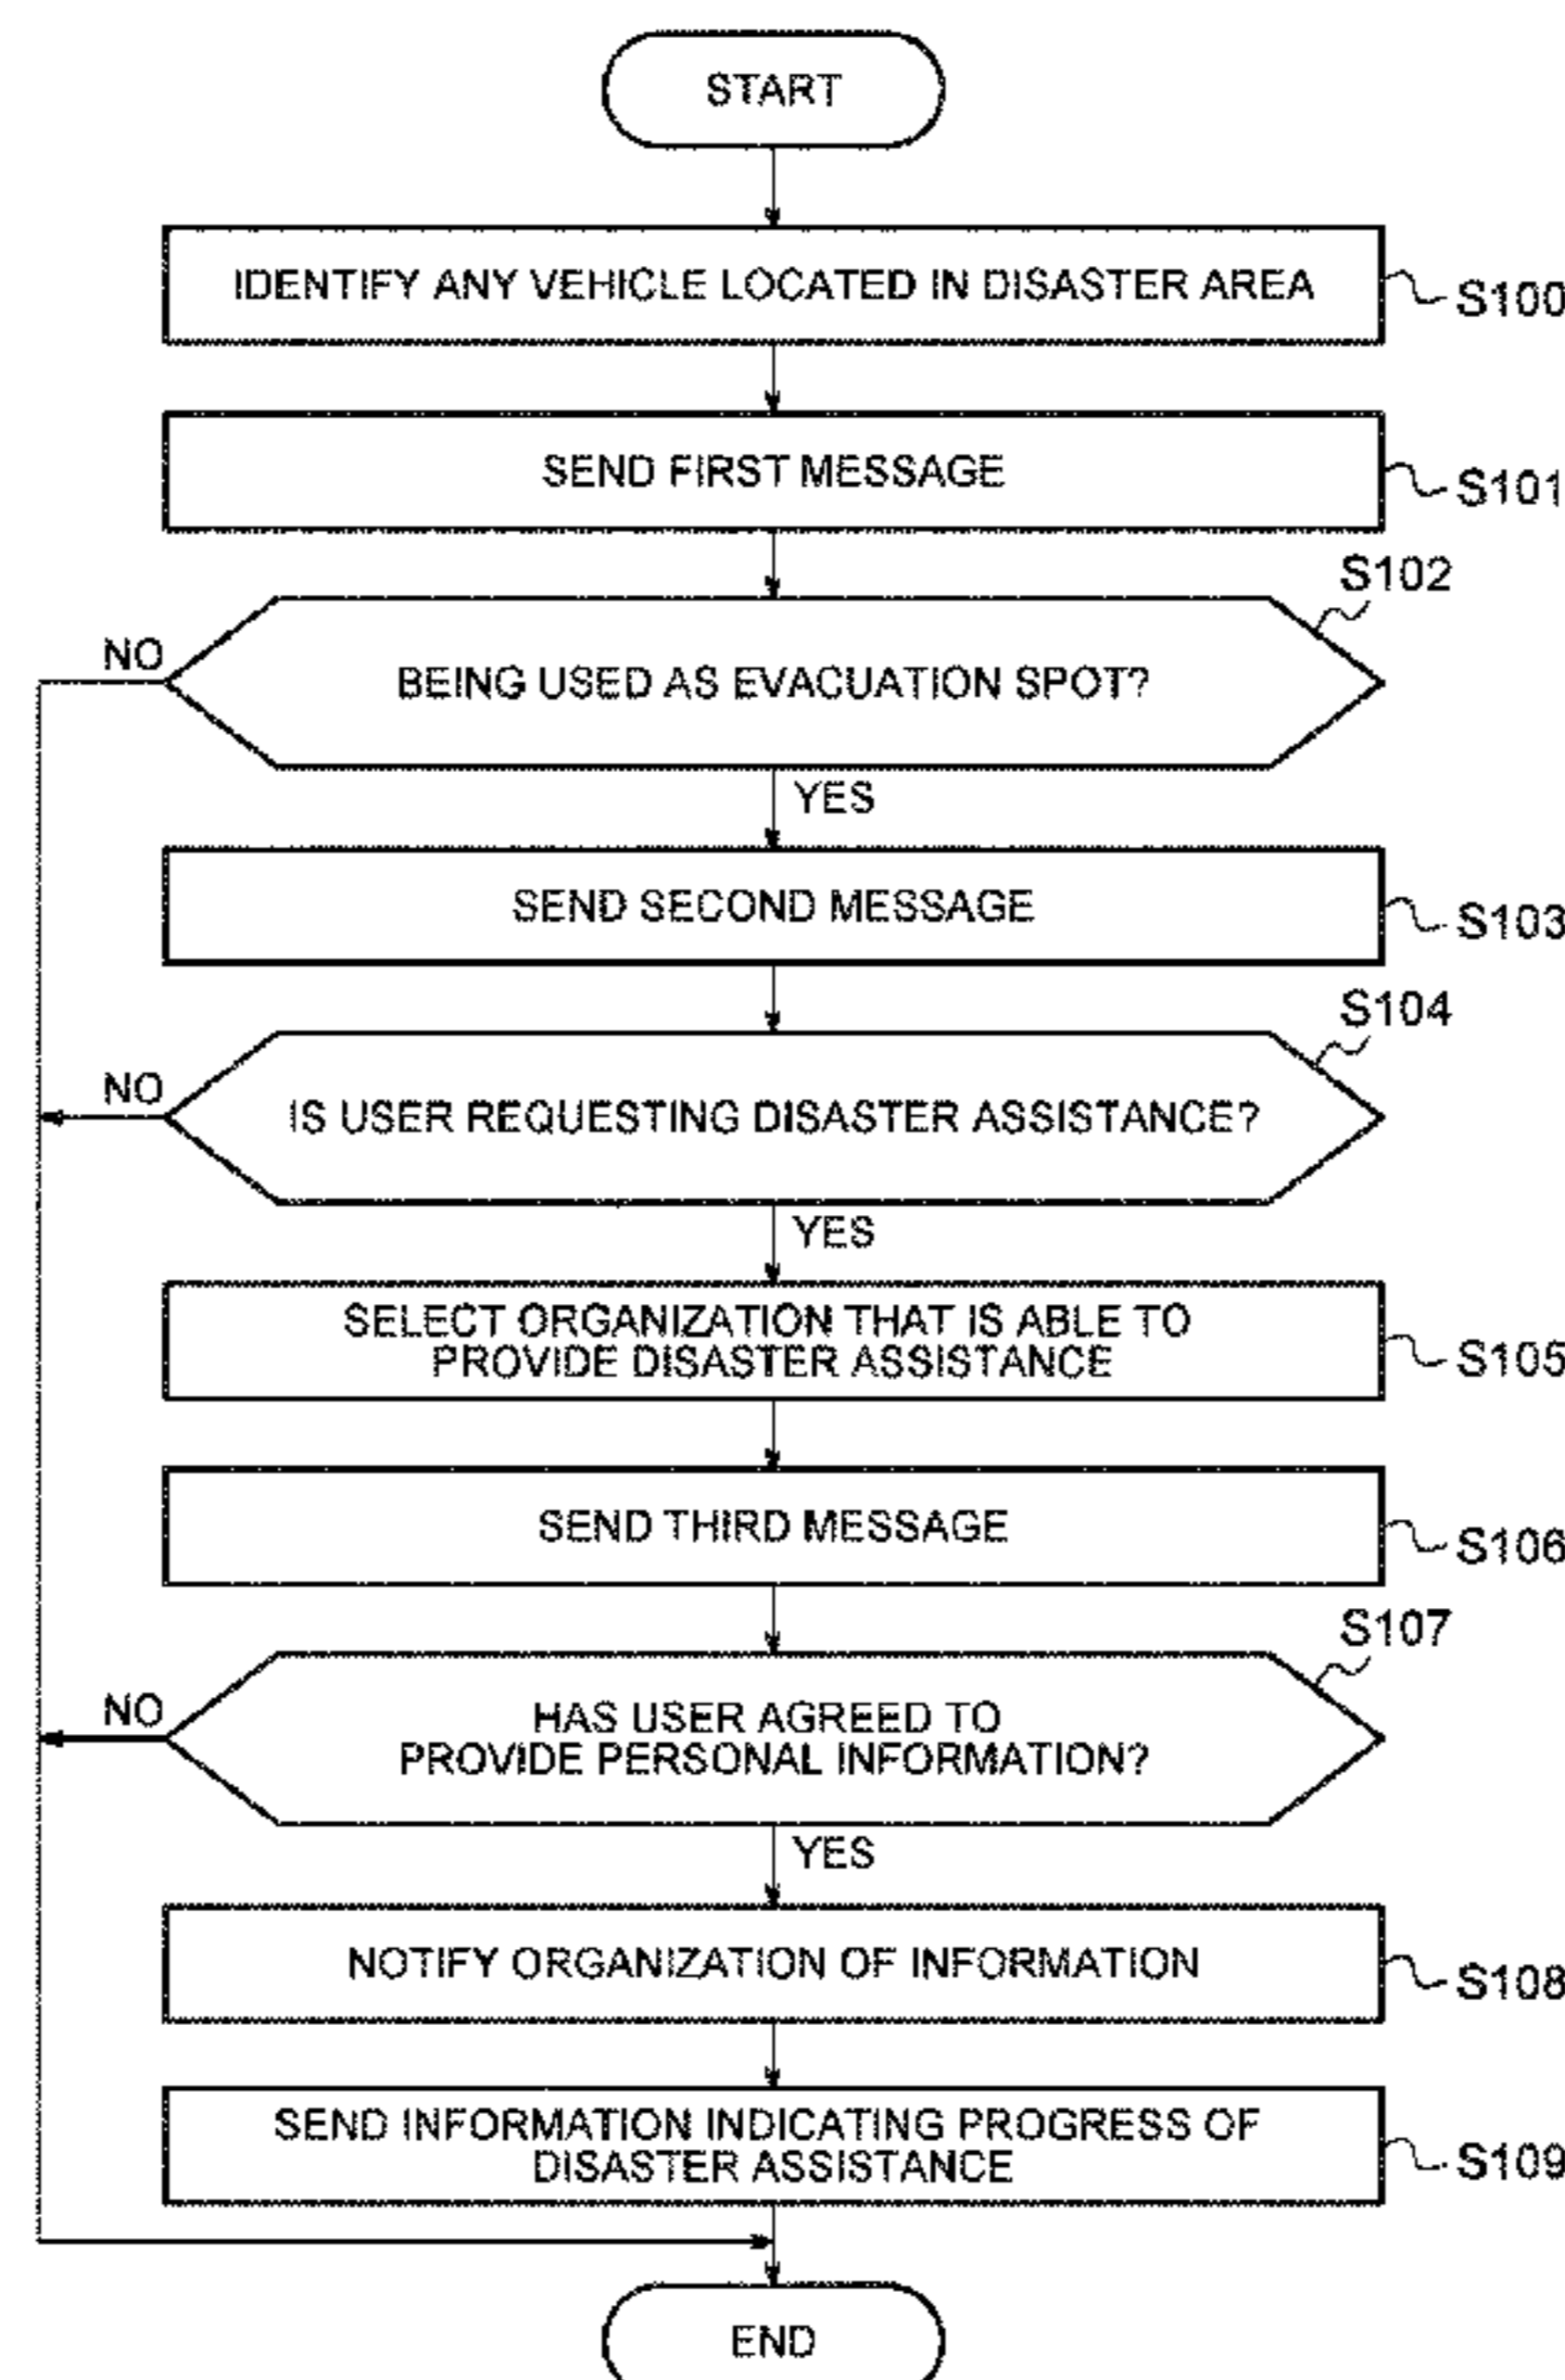 START
IDENTIFY ANY VEHICLE LOCATED IN DISASTER AREA
S100
SEND FIRST MESSAGE
S101
S102
NO
BEING USED AS EVACUATION SPOT?
YES
SEND SECOND MESSAGE
S103
S104
NO
IS USER REQUESTING DISASTER ASSISTANCE?
YES
SELECT ORGANIZATION THAT IS ABLE TO
PROVIDE DISASTER ASSISTANCE
S105
SEND THIRD MESSAGE
S106
S107
NO
HAS USER AGREED TO
PROVIDE PERSONAL INFORMATION?
YES
NOTIFY ORGANIZATION OF INFORMATION
S108
SEND INFORMATION INDICATING PROGRESS OF
DISASTER ASSISTANCE
S109
END